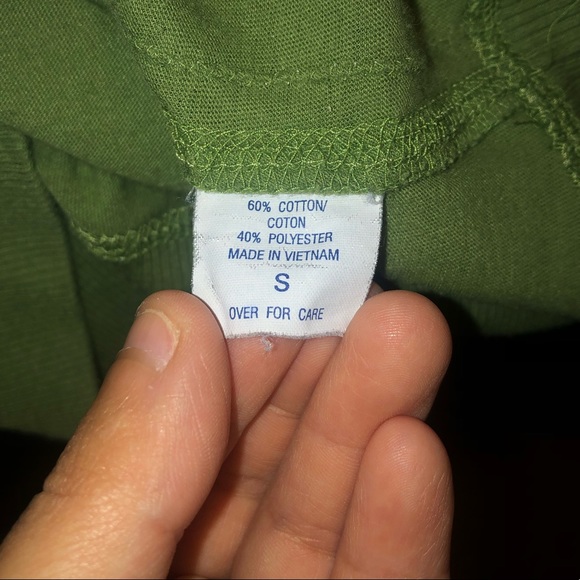 60% COTTON/
COTON
40% POLYESTER
MADE IN VIETNAM
S
OVER FOR CARE